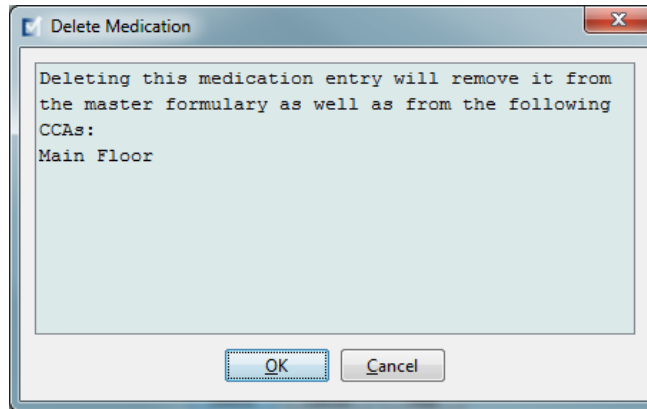 Delete Medication
Deleting this medication entry will remove it from
the master formulary as well as from the following
CCAs:
Main Floor
OK
Cancel